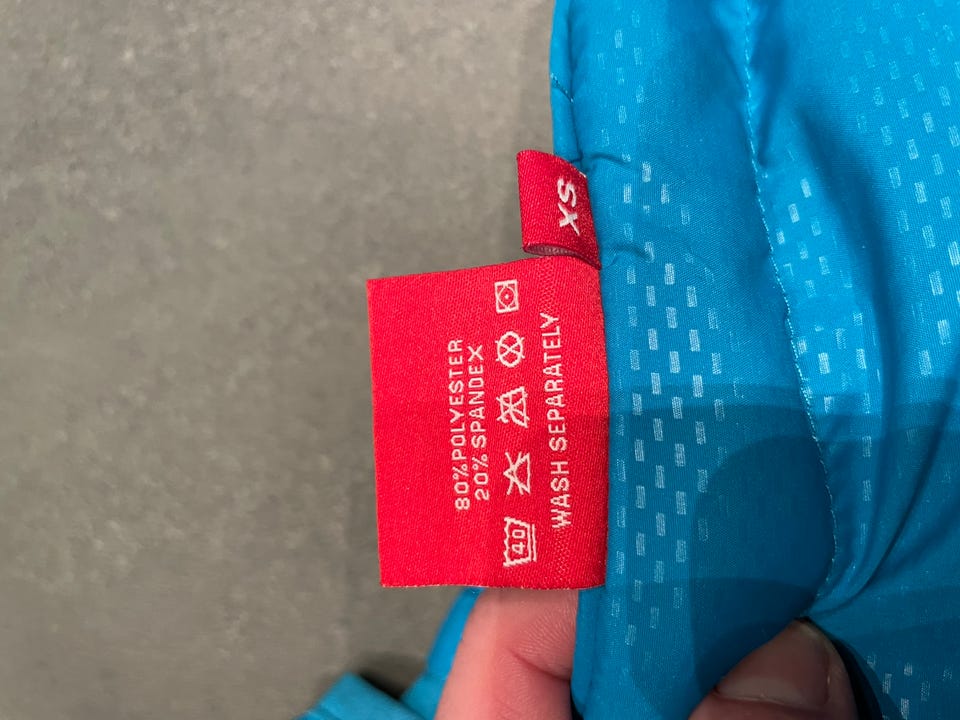 XS
80% POLYESTER
20% SPANDEX
40
WASH SEPARATELY